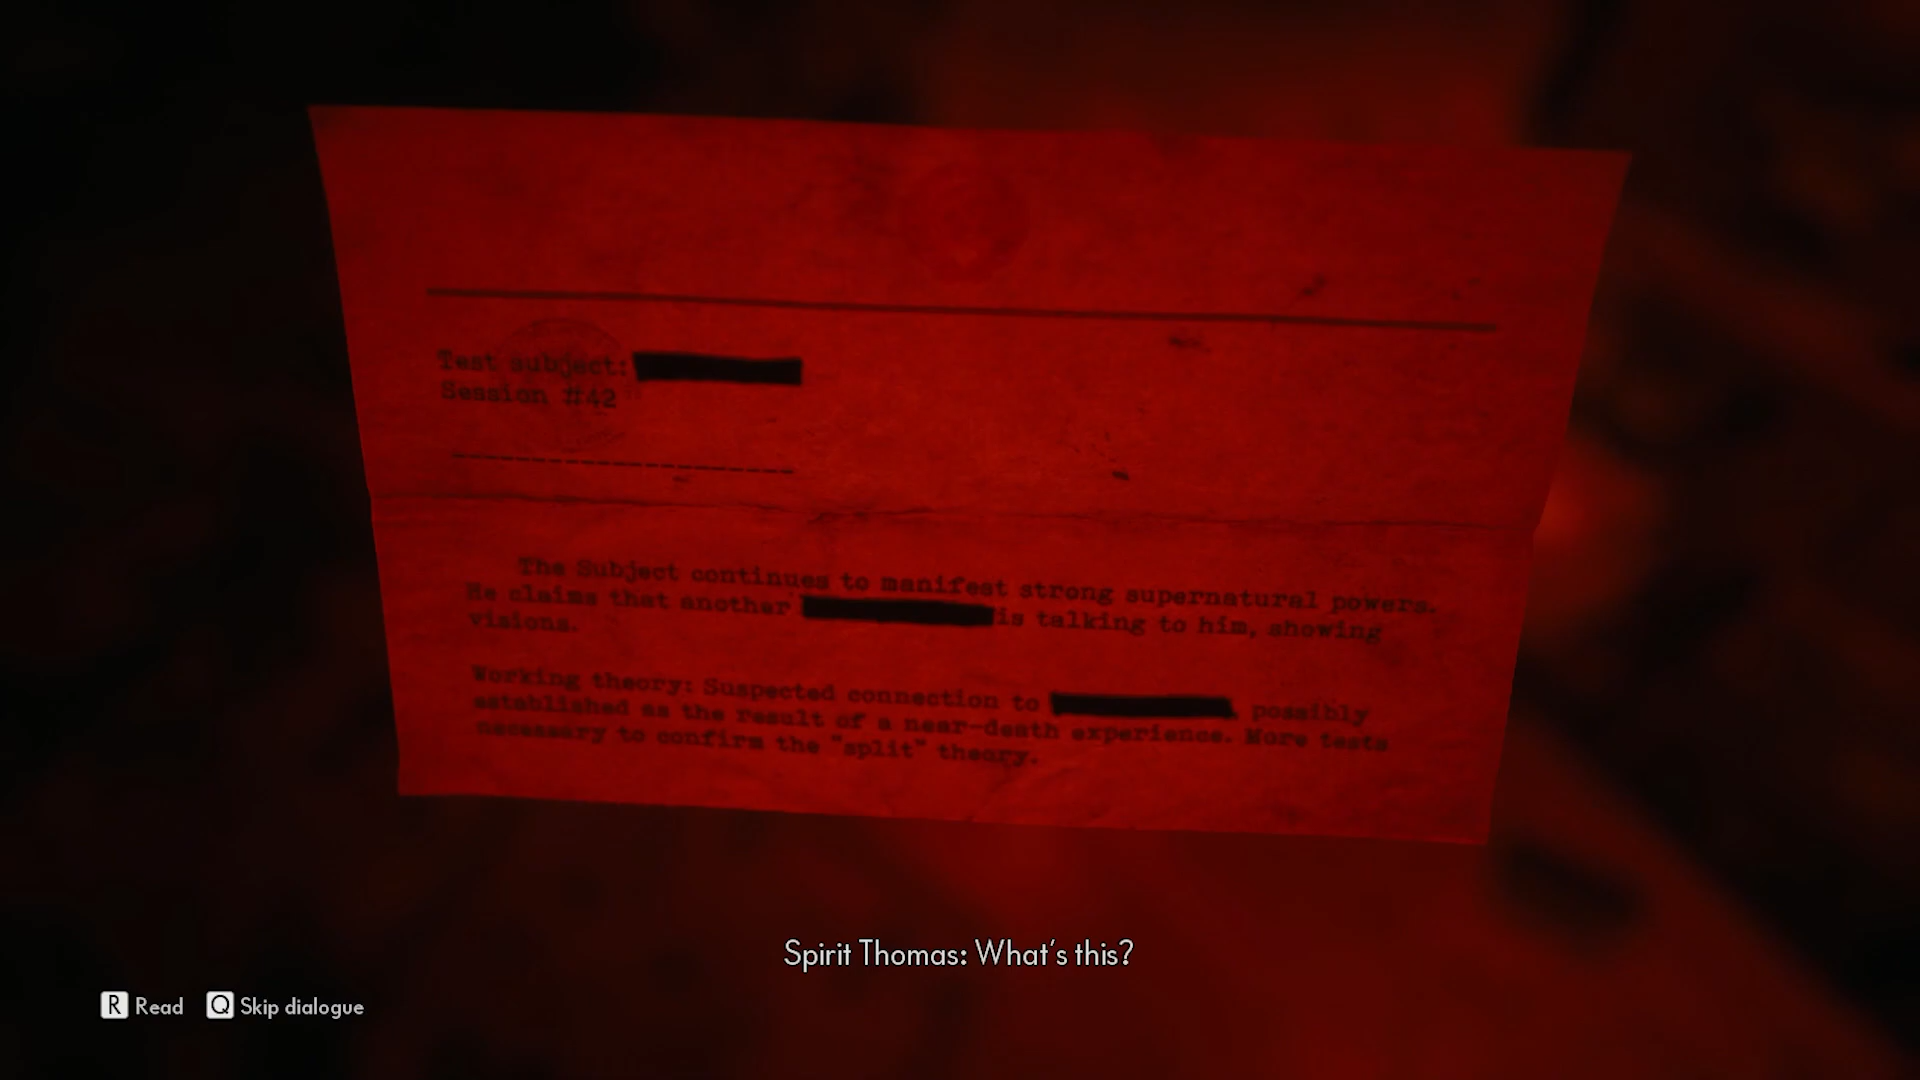 Test subject:
Session #42
The Subject continues to manifest strong supernatural powers.
He claims that another is talking to him, showing
visions.
Working theory: Suspected connection to possibly
established as the result of a near-death experience. More tests
necessary to confirm the "split" theory.
Spirit Thomas: What's this?
R Read Q Skip dialogue